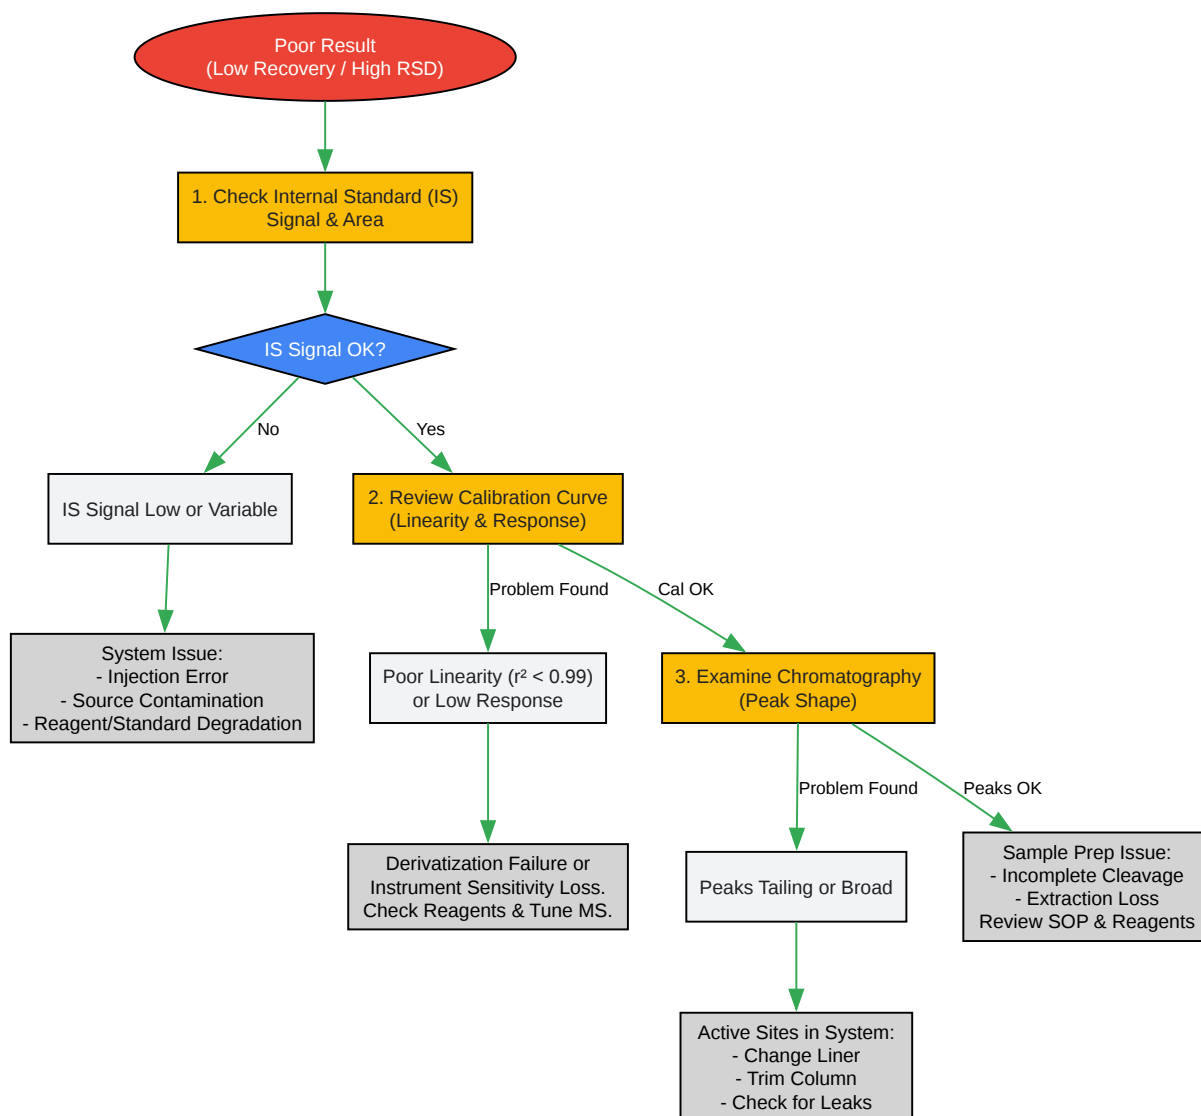 Poor Result
(Low Recovery / High RSD)
1. Check Internal Standard (IS)
Signal & Area
IS Signal OK?
No
Yes
IS Signal Low or Variable
2. Review Calibration Curve
(Linearity & Response)
Problem Found
Cal OK
System Issue:
- Injection Error
- Source Contamination
- Reagent/Standard Degradation
Poor Linearity (r² < 0.99)
or Low Response
3. Examine Chromatography
(Peak Shape)
Problem Found
Peaks OK
Derivatization Failure or
Instrument Sensitivity Loss.
Check Reagents & Tune MS.
Peaks Tailing or Broad
Sample Prep Issue:
- Incomplete Cleavage
- Extraction Loss
Review SOP & Reagents
Active Sites in System:
- Change Liner
- Trim Column
- Check for Leaks